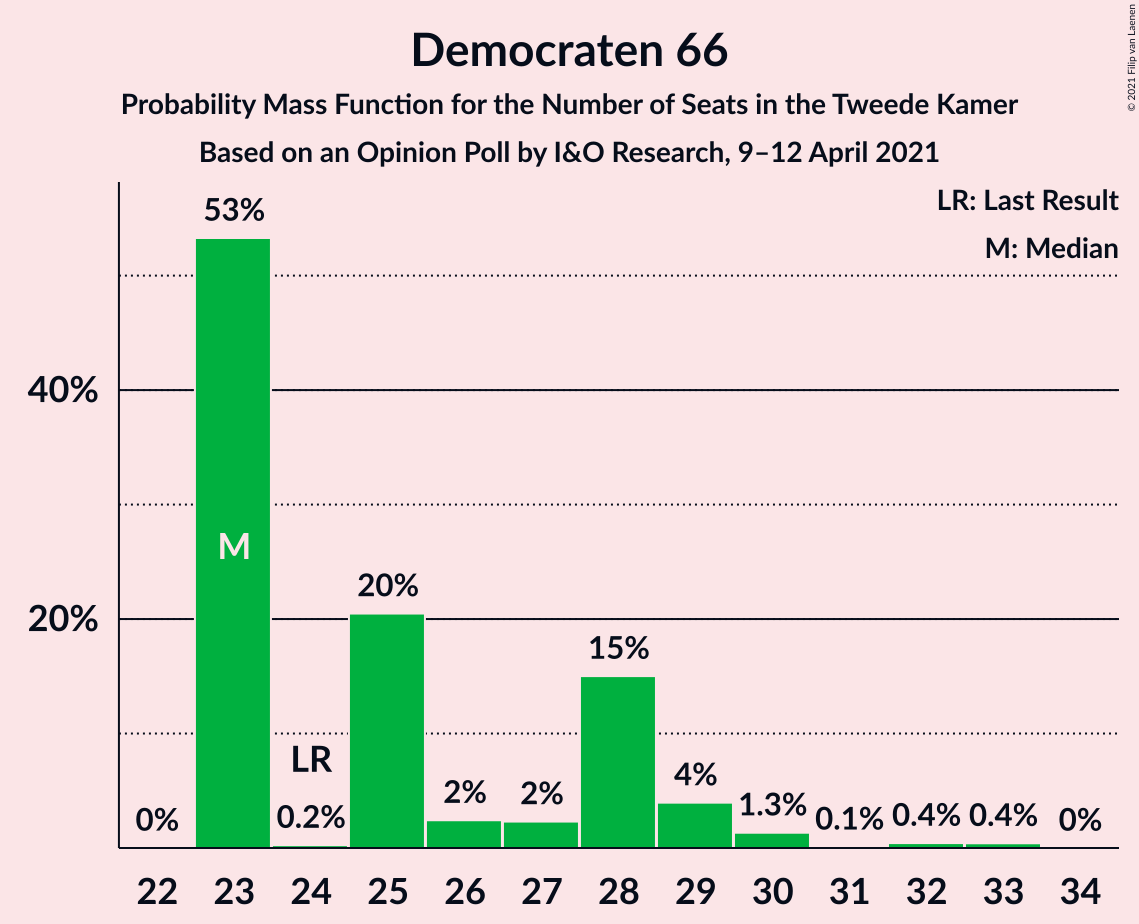 Democraten 66
Probability Mass Function for the Number of Seats in the Tweede Kamer
Based on an Opinion Poll by I&O Research, 9–12 April 2021
© 2021 Filip van Laenen
LR: Last Result
M: Median
40%
20%
0%
53%
M
LR
0.2%
20%
2%
2%
15%
4%
1.3%
0.1%
0.4%
0.4%
0%
22 23 24 25 26 27 28 29 30 31 32 33 34